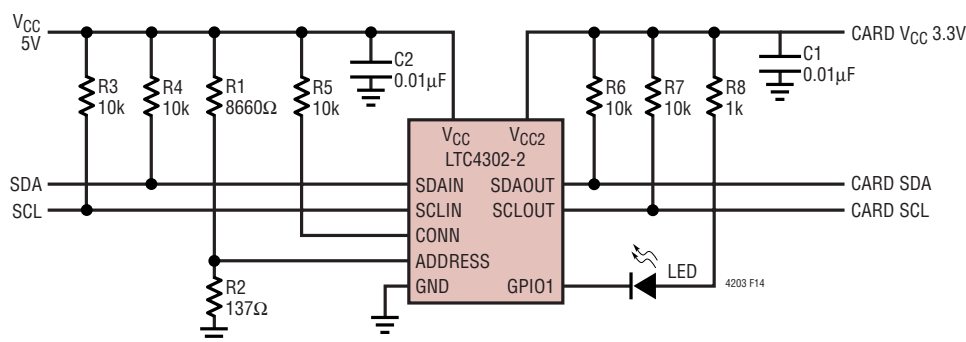 VCC
5V
CARD VCC 3.3V
R3
10k
R4
10k
R1
8660Ω
R5
10k
C2
0.01µF
R6
10k
R7
10k
R8
1k
C1
0.01µF
VCC
VCC2
LTC4302-2
SDA
SDAIN
SDAOUT
CARD SDA
SCL
SCLIN
SCLOUT
CARD SCL
CONN
ADDRESS
GND
GPIO1
LED
R2
137Ω
4203 F14